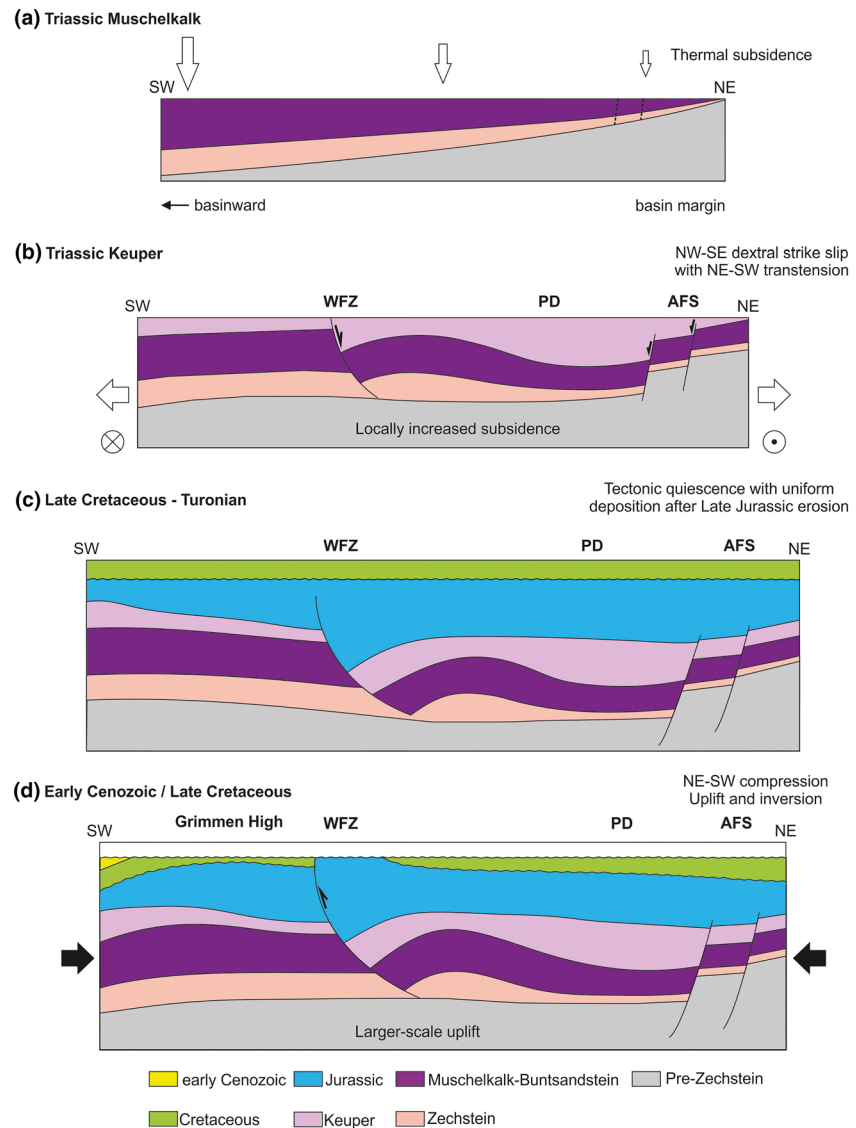 (a) Triassic Muschelkalk
Thermal subsidence
SW
NE
basinward
basin margin
(b) Triassic Keuper
NW-SE dextral strike slip
with NE-SW transtension
SW
WFZ
PD
AFS
NE
Locally increased subsidence
(c) Late Cretaceous - Turonian
Tectonic quiescence with uniform
deposition after Late Jurassic erosion
SW
WFZ
PD
AFS
NE
(d) Early Cenozoic / Late Cretaceous
NE-SW compression
Uplift and inversion
SW
Grimmen High
WFZ
PD
AFS
NE
Larger-scale uplift
early Cenozoic
Jurassic
Muschelkalk-Buntsandstein
Pre-Zechstein
Cretaceous
Keuper
Zechstein